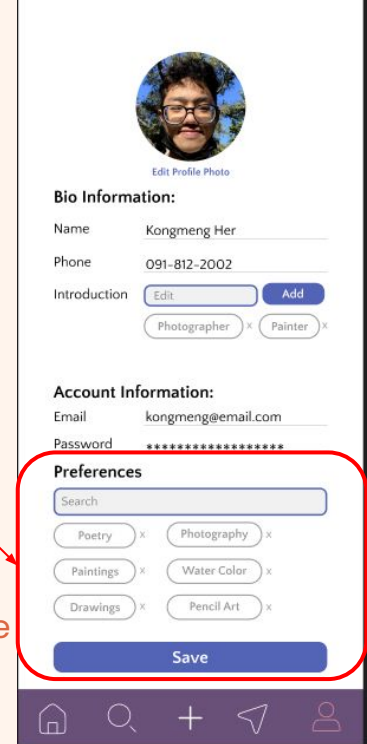 Edit Profile Photo
Bio Information:
Name Kongmeng Her
Phone 091-812-2002
Introduction Edit Add
Photographer x Painter x
Account Information:
Email kongmeng@email.com
Password *******************
Preferences
Search
Poetry x Photography x
Paintings x Water Color x
Drawings x Pencil Art x
e
Save